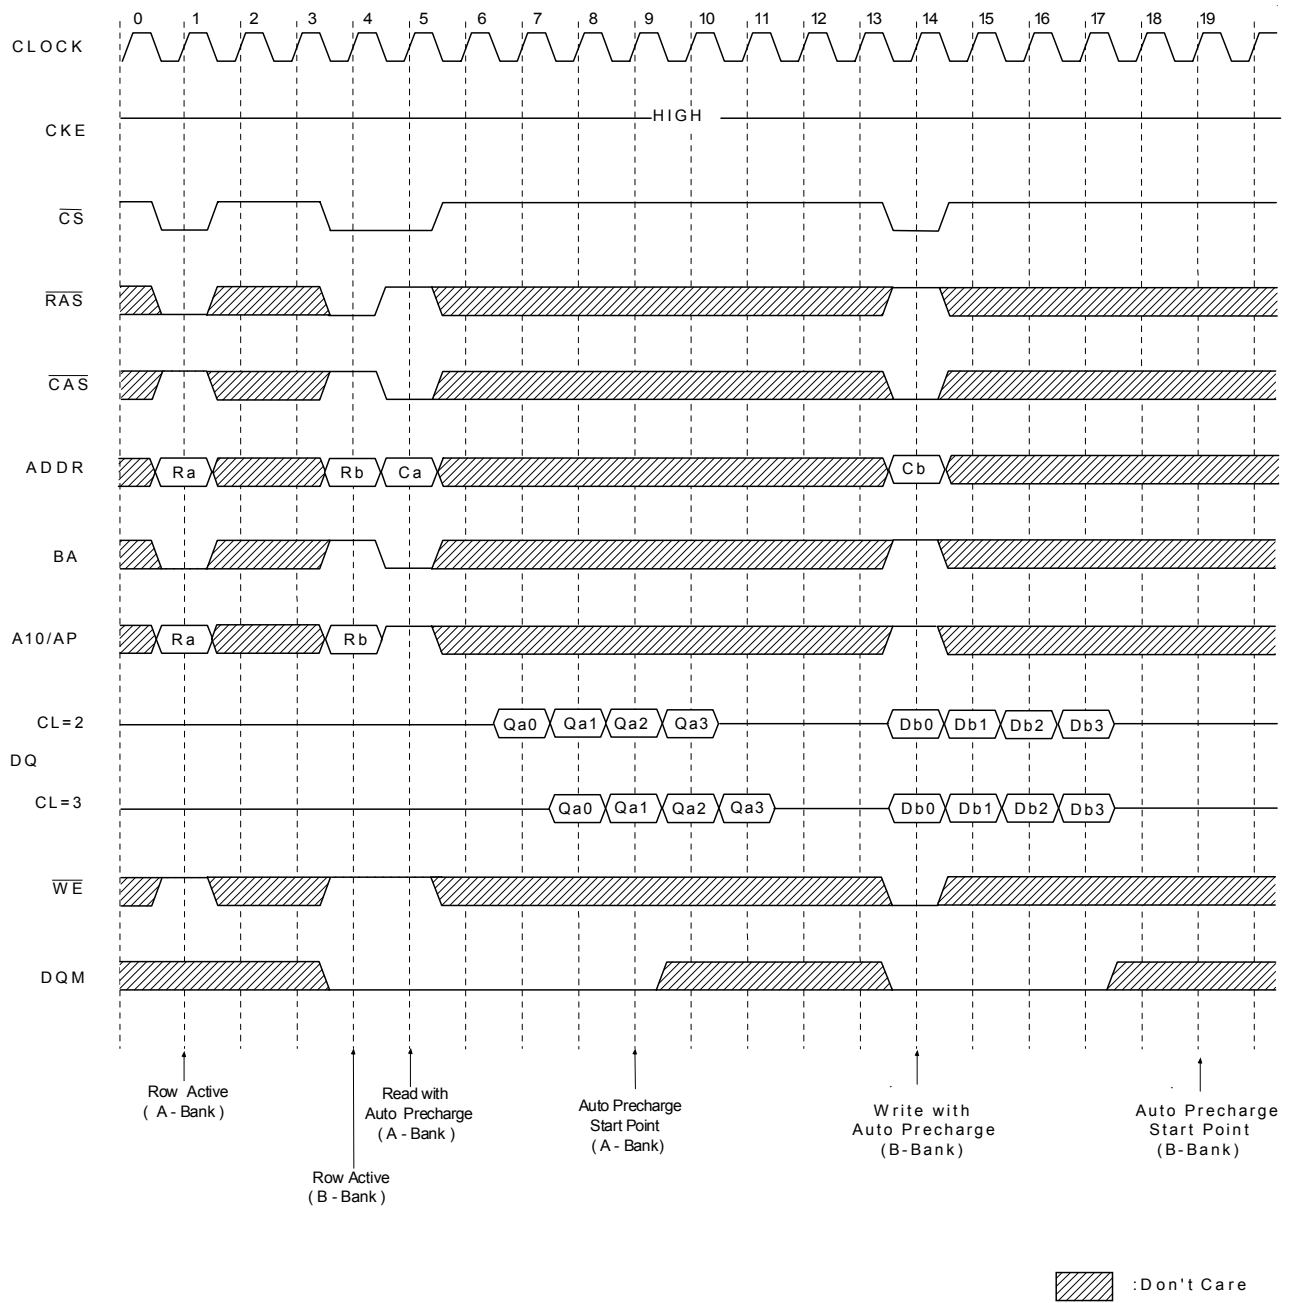 0 1 2 3 4 5 6 7 8 9 10 11 12 13 14 15 16 17 18 19
CLOCK
HIGH
CKE
CS
RAS
CAS
ADDR Ra Rb Ca Cb
BA
A10/AP Ra Rb
CL=2 Qa0 Qa1 Qa2 Qa3 Db0 Db1 Db2 Db3
DQ
CL=3 Qa0 Qa1 Qa2 Qa3 Db0 Db1 Db2 Db3
WE
DQM
Row Active
( A - Bank )
Row Active
( B - Bank )
Read with
Auto Precharge
( A - Bank )
Auto Precharge
Start Point
( A - Bank)
Write with
Auto Precharge
(B-Bank)
Auto Precharge
Start Point
(B-Bank)
:Don't Care